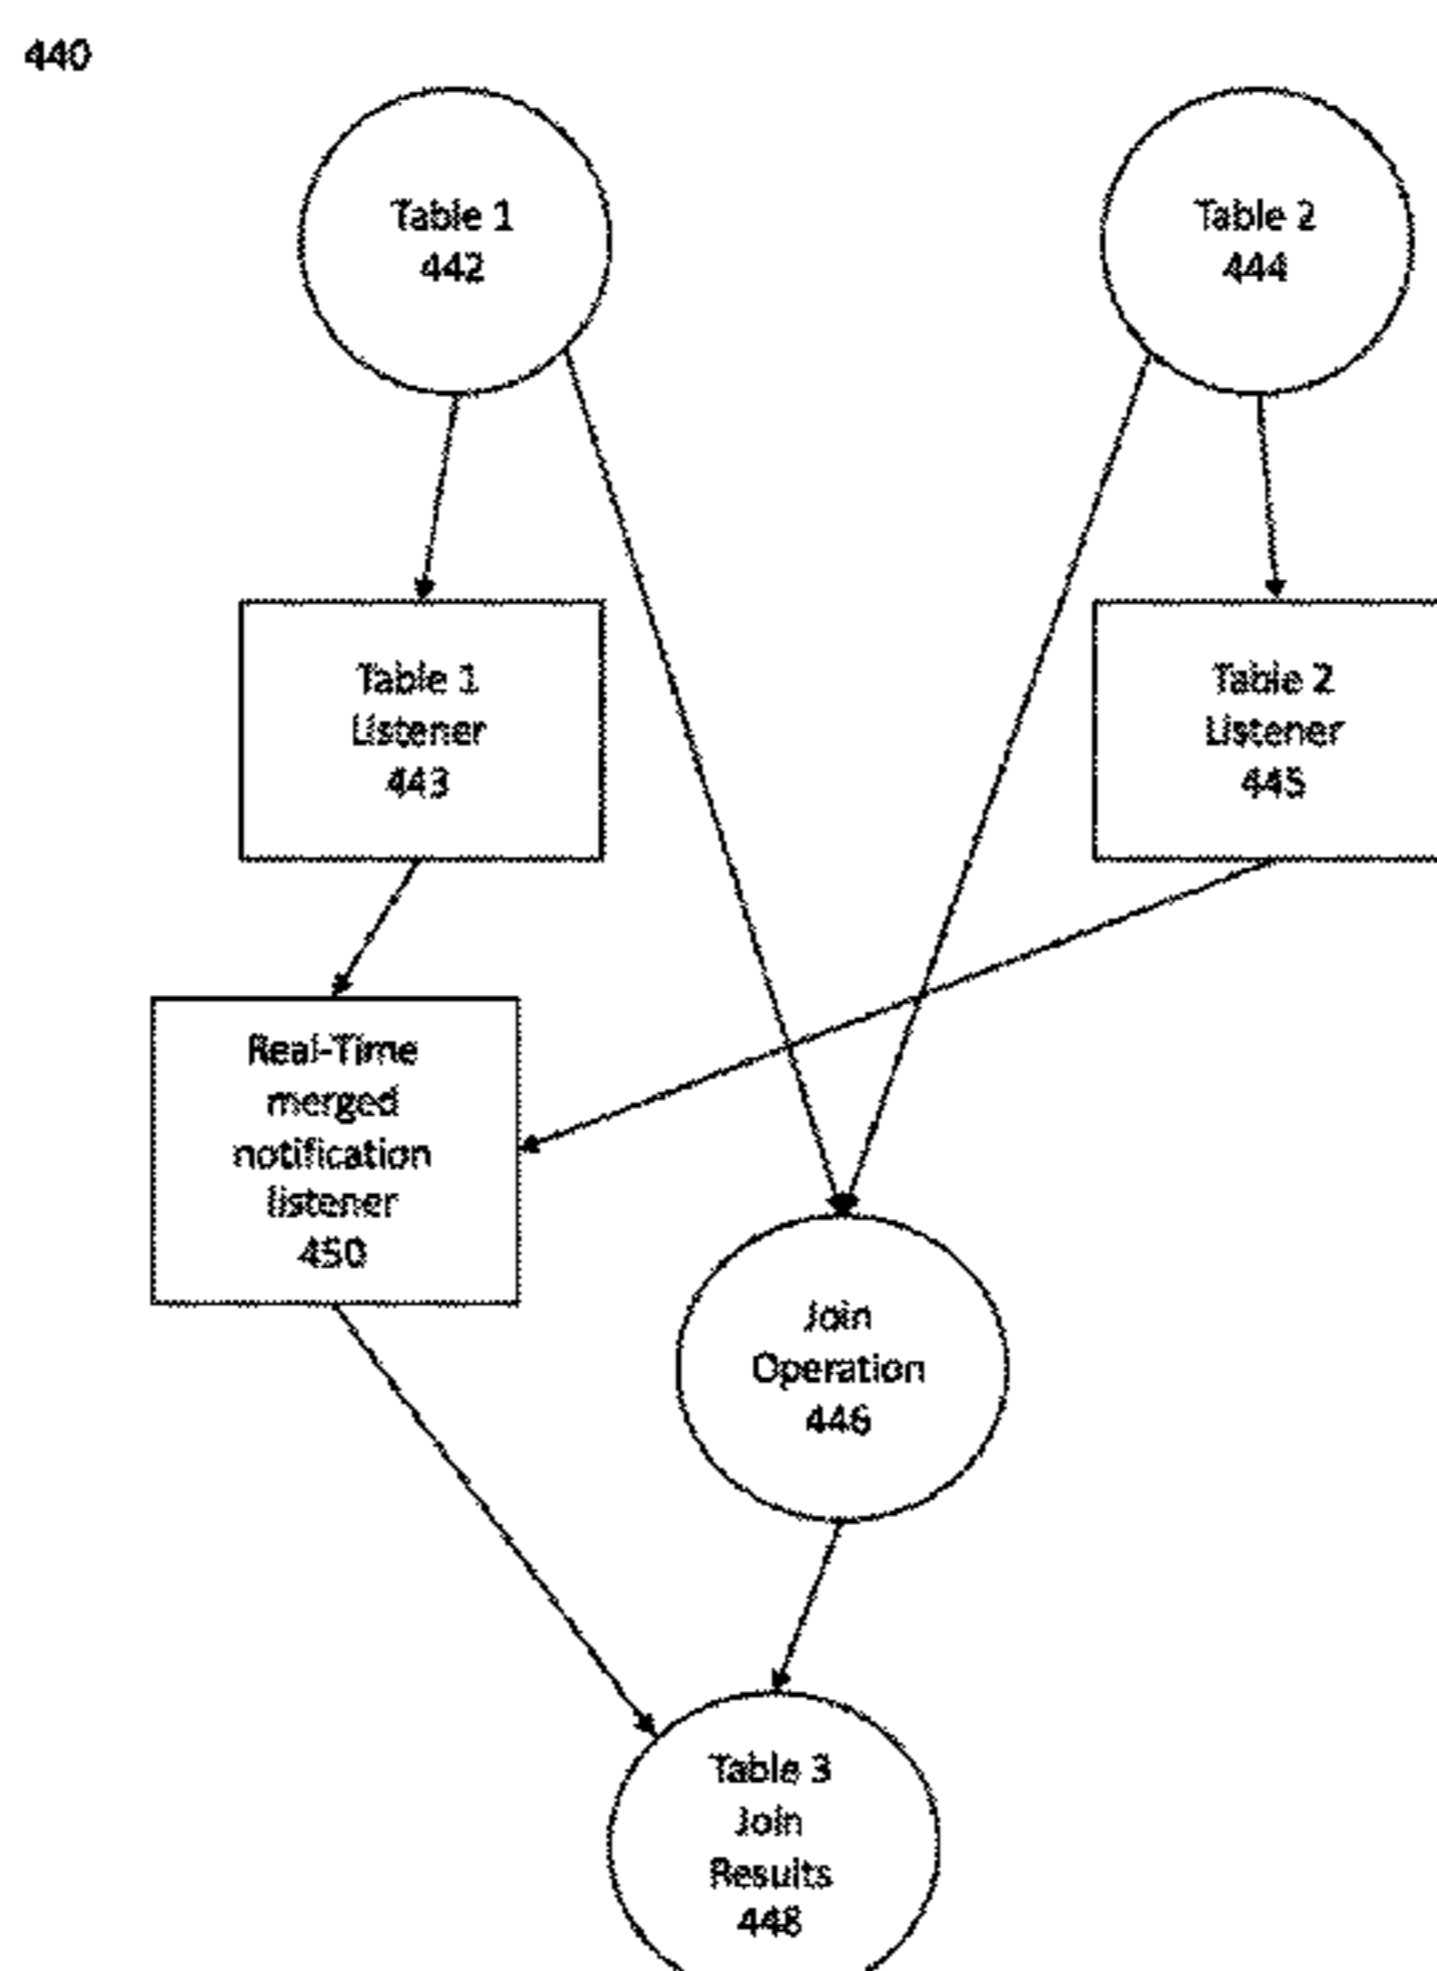 440
Table 1
442
Table 2
444
Table 1
Listener
443
Table 2
Listener
445
Real-Time
merged
notification
listener
450
Join
Operation
446
Table 3
Join
Results
448